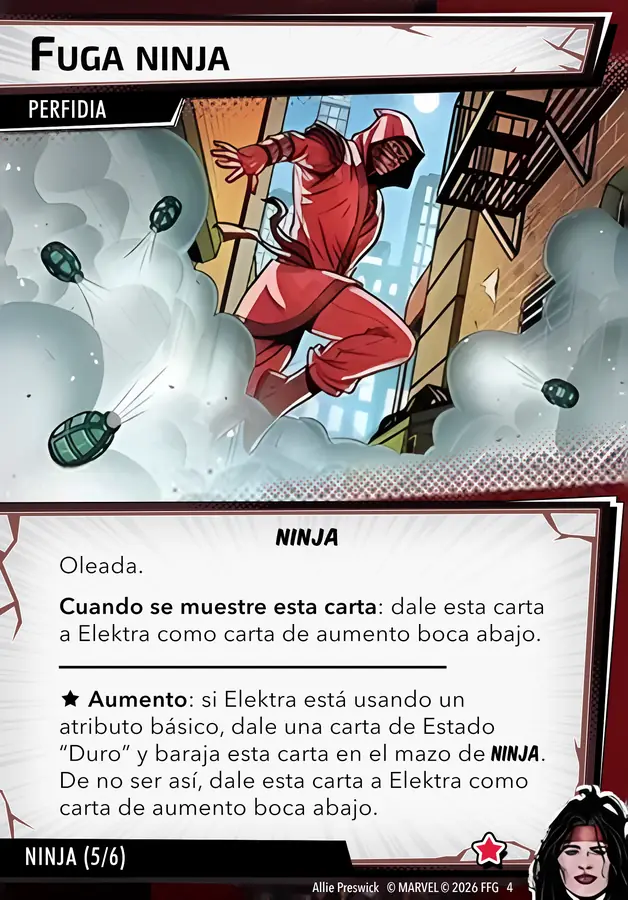 FUGA NINJA
PERFIDIA
NINJA
Oleada.
Cuando se muestre esta carta: dale esta carta
a Elektra como carta de aumento boca abajo.
★ Aumento: si Elektra está usando un
atributo básico, dale una carta de Estado
“Duro” y baraja esta carta en el mazo de NINJA.
De no ser así, dale esta carta a Elektra como
carta de aumento boca abajo.
NINJA (5/6)
Allie Preswick © MARVEL © 2026 FFG 4